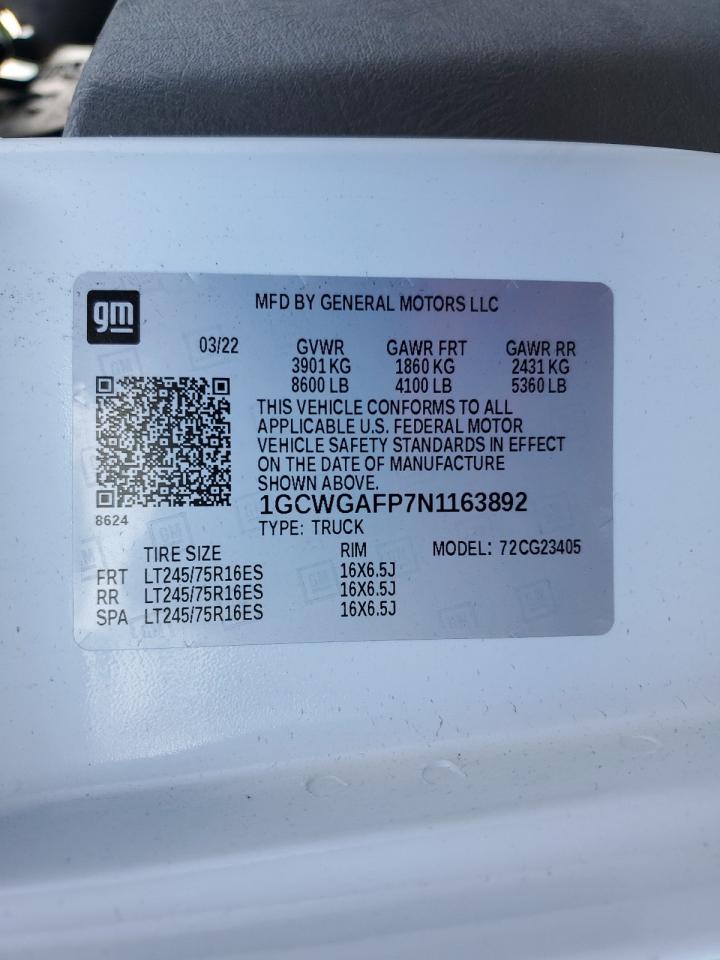 gm
MFD BY GENERAL MOTORS LLC
03/22 GVWR GAWR FRT GAWR RR
3901 KG 1860 KG 2431 KG
8600 LB 4100 LB 5360 LB
THIS VEHICLE CONFORMS TO ALL
APPLICABLE U.S. FEDERAL MOTOR
VEHICLE SAFETY STANDARDS IN EFFECT
ON THE DATE OF MANUFACTURE
SHOWN ABOVE.
8624
1GCWGAFP7N1163892
TYPE: TRUCK
TIRE SIZE RIM MODEL: 72CG23405
FRT LT245/75R16ES 16X6.5J
RR LT245/75R16ES 16X6.5J
SPA LT245/75R16ES 16X6.5J